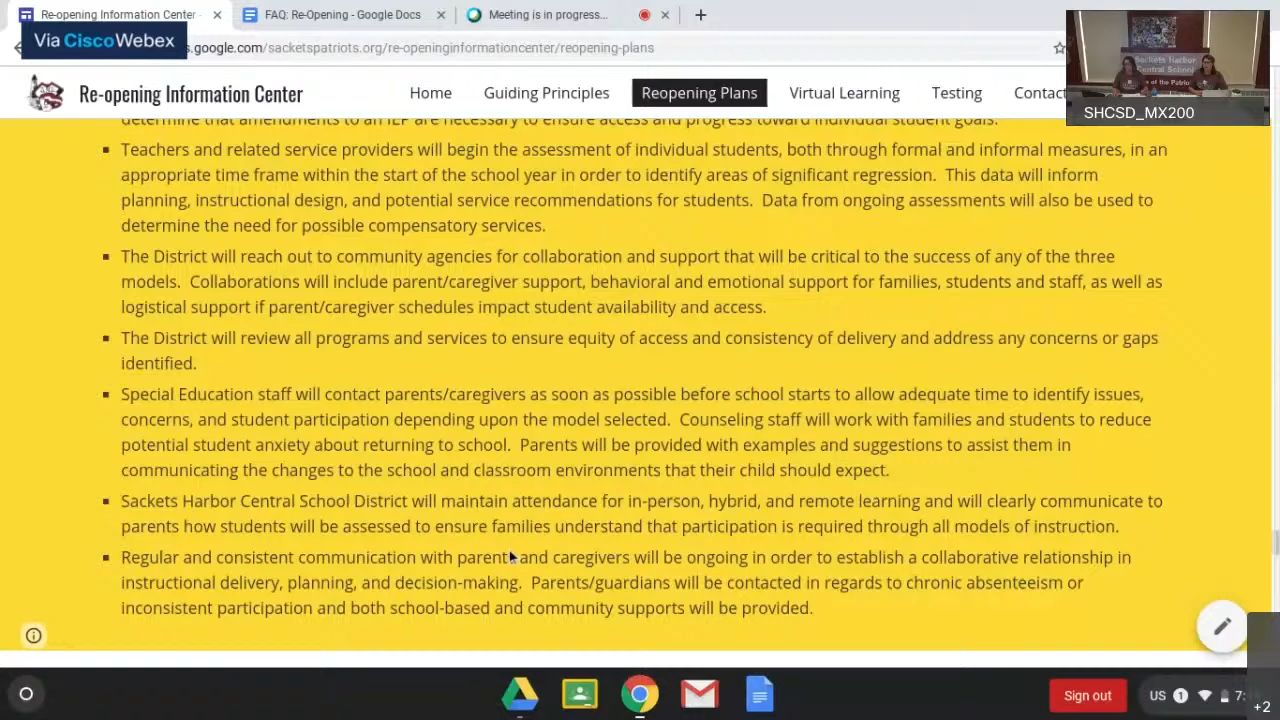 Re-opening Information Center -
FAQ: Re-Opening - Google Docs
Meeting is in progress...
Via Cisco Webex
s.google.com/sacketspatriots.org/re-openinginformationcenter/reopening-plans
Sackets Harbor
Central School
e of the Patrio
SHCSD_MX200
Re-opening Information Center
Home
Guiding Principles
Reopening Plans
Virtual Learning
Testing
Contact
determine that amendments to an IEP are necessary to ensure access and progress toward individual student goals.
Teachers and related service providers will begin the assessment of individual students, both through formal and informal measures, in an
appropriate time frame within the start of the school year in order to identify areas of significant regression. This data will inform
planning, instructional design, and potential service recommendations for students. Data from ongoing assessments will also be used to
determine the need for possible compensatory services.
The District will reach out to community agencies for collaboration and support that will be critical to the success of any of the three
models. Collaborations will include parent/caregiver support, behavioral and emotional support for families, students and staff, as well as
logistical support if parent/caregiver schedules impact student availability and access.
The District will review all programs and services to ensure equity of access and consistency of delivery and address any concerns or gaps
identified.
Special Education staff will contact parents/caregivers as soon as possible before school starts to allow adequate time to identify issues,
concerns, and student participation depending upon the model selected. Counseling staff will work with families and students to reduce
potential student anxiety about returning to school. Parents will be provided with examples and suggestions to assist them in
communicating the changes to the school and classroom environments that their child should expect.
Sackets Harbor Central School District will maintain attendance for in-person, hybrid, and remote learning and will clearly communicate to
parents how students will be assessed to ensure families understand that participation is required through all models of instruction.
Regular and consistent communication with parents and caregivers will be ongoing in order to establish a collaborative relationship in
instructional delivery, planning, and decision-making. Parents/guardians will be contacted in regards to chronic absenteeism or
inconsistent participation and both school-based and community supports will be provided.
Sign out
US 1 7:
+2